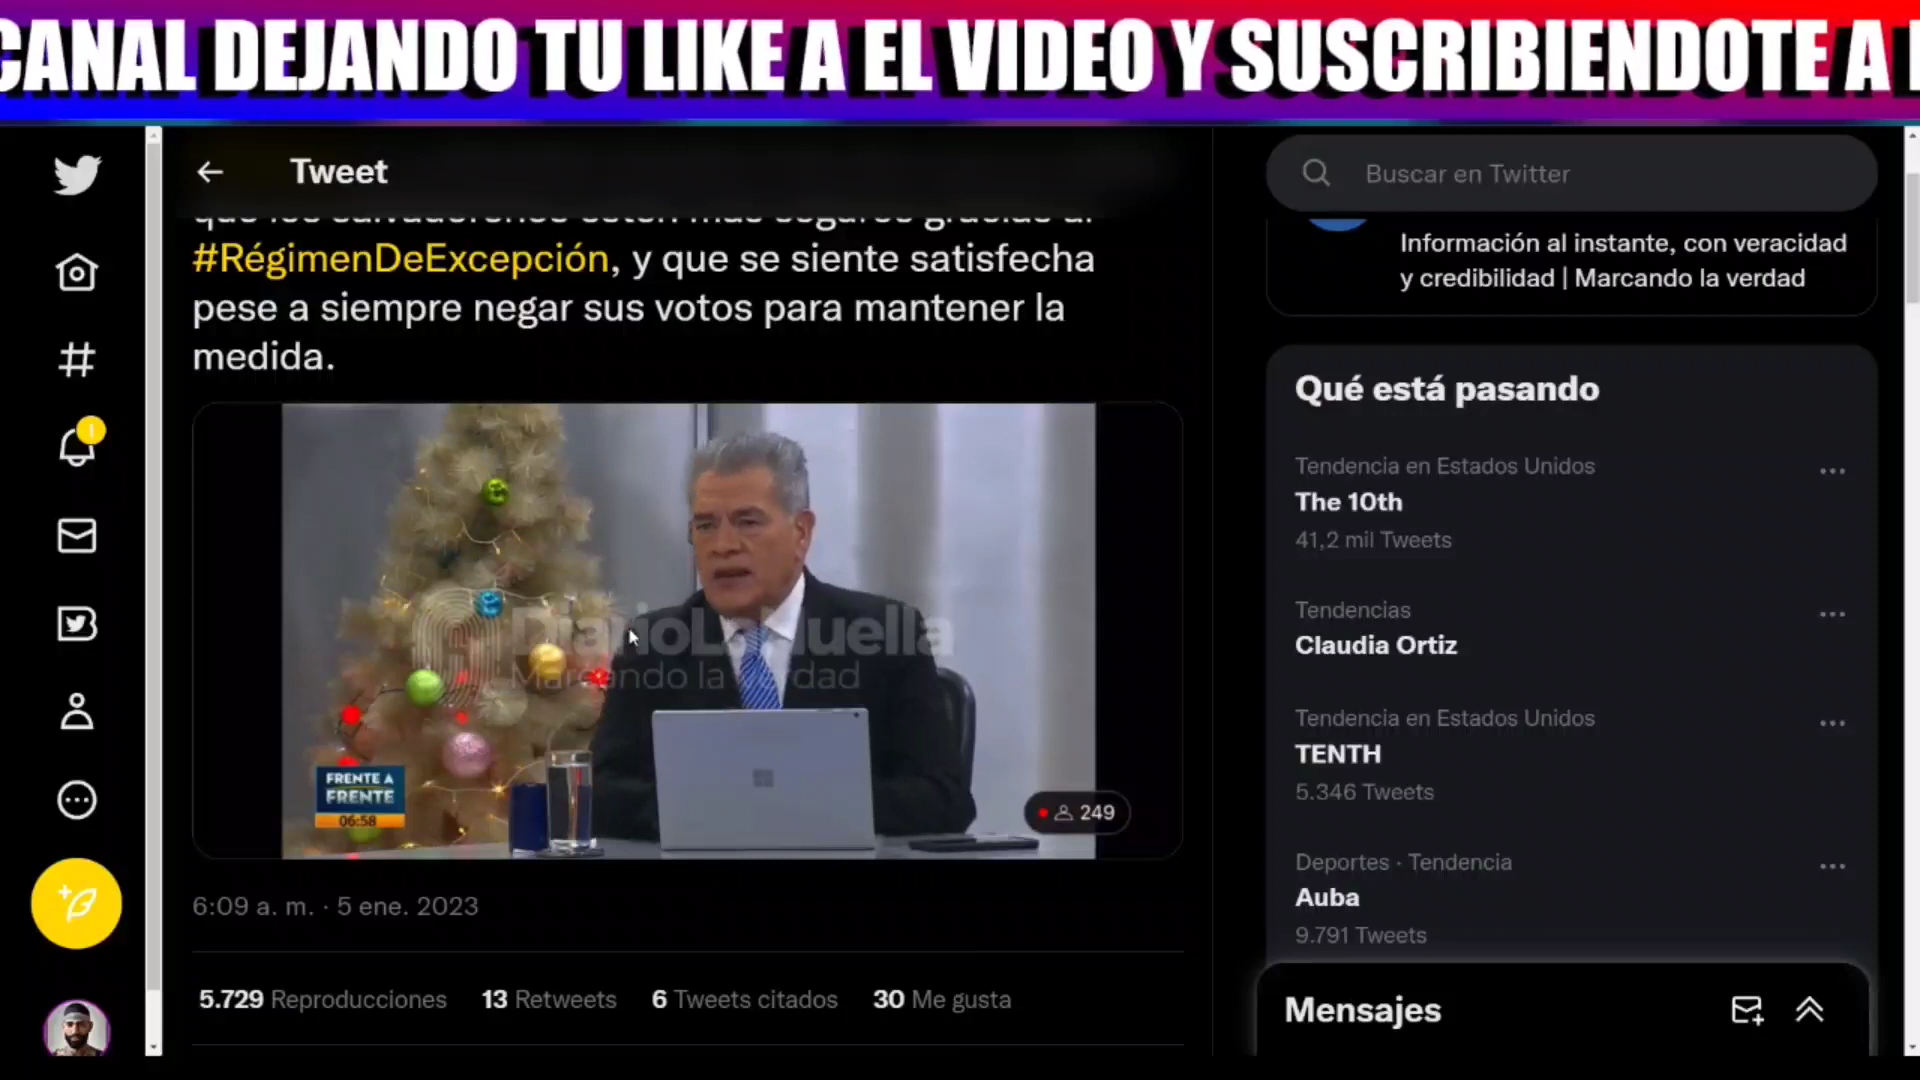 CANAL DEJANDO TU LIKE A EL VIDEO Y SUSCRIBIENDOTE A
Tweet
Buscar en Twitter
#RégimenDeExcepción, y que se siente satisfecha
pese a siempre negar sus votos para mantener la
medida.
Información al instante, con veracidad
y credibilidad | Marcando la verdad
Qué está pasando
Tendencia en Estados Unidos
The 10th
41,2 mil Tweets
Tendencias
Claudia Ortiz
Tendencia en Estados Unidos
TENTH
5.346 Tweets
Deportes · Tendencia
Auba
9.791 Tweets
DiarioLaHuella
Marcando la verdad
FRENTE A
FRENTE
06:58
249
6:09 a. m. · 5 ene. 2023
5.729 Reproducciones 13 Retweets 6 Tweets citados 30 Me gusta
Mensajes